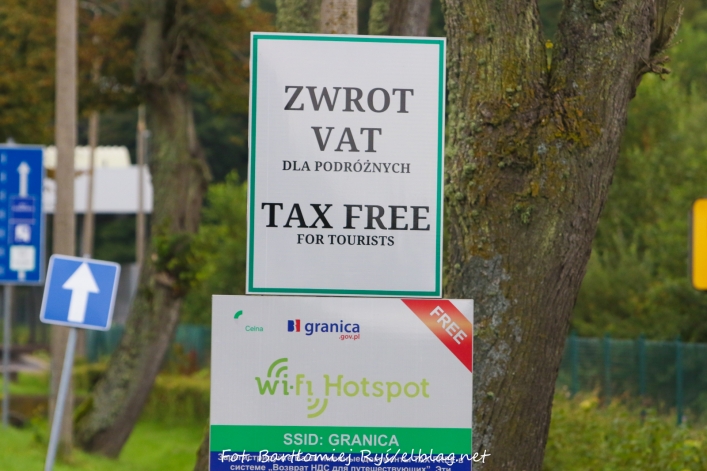 ZWROT
VAT
DLA PODRÓŻNYCH
TAX FREE
FOR TOURISTS
Celna
granica
.gov.pl
FREE
wi-fi Hotspot
SSID: GRANICA
Fot. Bartłomiej Ryś/elblag.net
системе "Возврат НДС для путешествующих". Эти